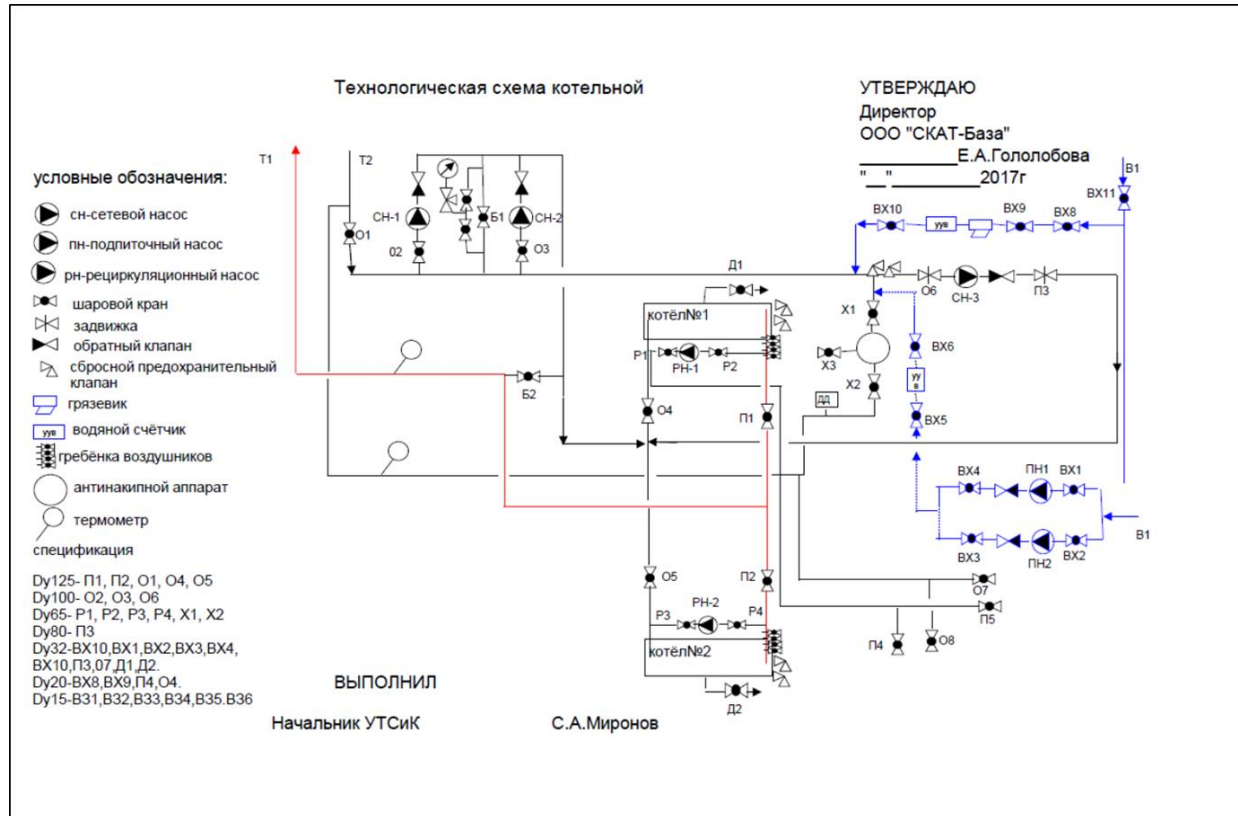 Технологическая схема котельной
УТВЕРЖДАЮ
Директор
ООО "СКАТ-База"
___________Е.А.Гололобова
"__"_________2017г
условные обозначения:
сн-сетевой насос
пн-подпиточный насос
рн-рециркуляционный насос
шаровой кран
задвижка
обратный клапан
сбросной предохранительный
клапан
грязевик
уув
водяной счётчик
гребёнка воздушников
антинакипной аппарат
термометр
спецификация
Dy125- П1, П2, О1, О4, О5
Dy100- О2, О3, О6
Dy65- Р1, Р2, Р3, Р4, Х1, Х2
Dy80- П3
Dy32-ВХ10,ВХ1,ВХ2,ВХ3,ВХ4,
ВХ10,П3,07,Д1,Д2.
Dy20-ВХ8,ВХ9,П4,О4.
Dy15-В31,В32,В33,В34,В35.В36
Т1
Т2
О1
СН-1
02
Б1
СН-2
О3
В1
ВХ11
ВХ10
уув
ВХ9
ВХ8
Д1
О6
СН-3
П3
котёл№1
Х1
Р1
РН-1
Р2
Х3
ВХ6
Х2
уу
в
Б2
О4
П1
ДД
ВХ5
ВХ4
ПН1
ВХ1
В1
ВХ3
ПН2
ВХ2
О5
П2
О7
Р3
РН-2
Р4
П5
П4
О8
котёл№2
Д2
ВЫПОЛНИЛ
Начальник УТСиК
С.А.Миронов